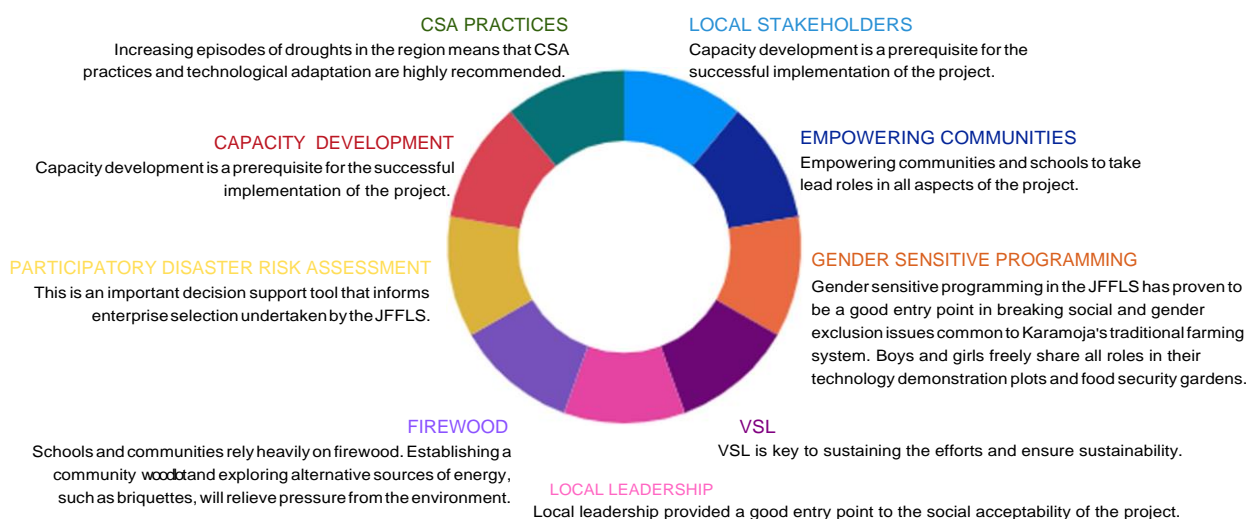 CSA PRACTICES
Increasing episodes of droughts in the region means that CSA
practices and technological adaptation are highly recommended.
LOCAL STAKEHOLDERS
Capacity development is a prerequisite for the
successful implementation of the project.
CAPACITY DEVELOPMENT
Capacity development is a prerequisite for the successful
implementation of the project.
EMPOWERING COMMUNITIES
Empowering communities and schools to take
lead roles in all aspects of the project.
PARTICIPATORY DISASTER RISK ASSESSMENT
This is an important decision support tool that informs
enterprise selection undertaken by the JFFLS.
GENDER SENSITIVE PROGRAMMING
Gender sensitive programming in the JFFLS has proven to
be a good entry point in breaking social and gender
exclusion issues common to Karamoja's traditional farming
system. Boys and girls freely share all roles in their
technology demonstration plots and food security gardens.
FIREWOOD
Schools and communities rely heavily on firewood. Establishing a
community woodlot and exploring alternative sources of energy,
such as briquettes, will relieve pressure from the environment.
VSL
VSL is key to sustaining the efforts and ensure sustainability.
LOCAL LEADERSHIP
Local leadership provided a good entry point to the social acceptability of the project.